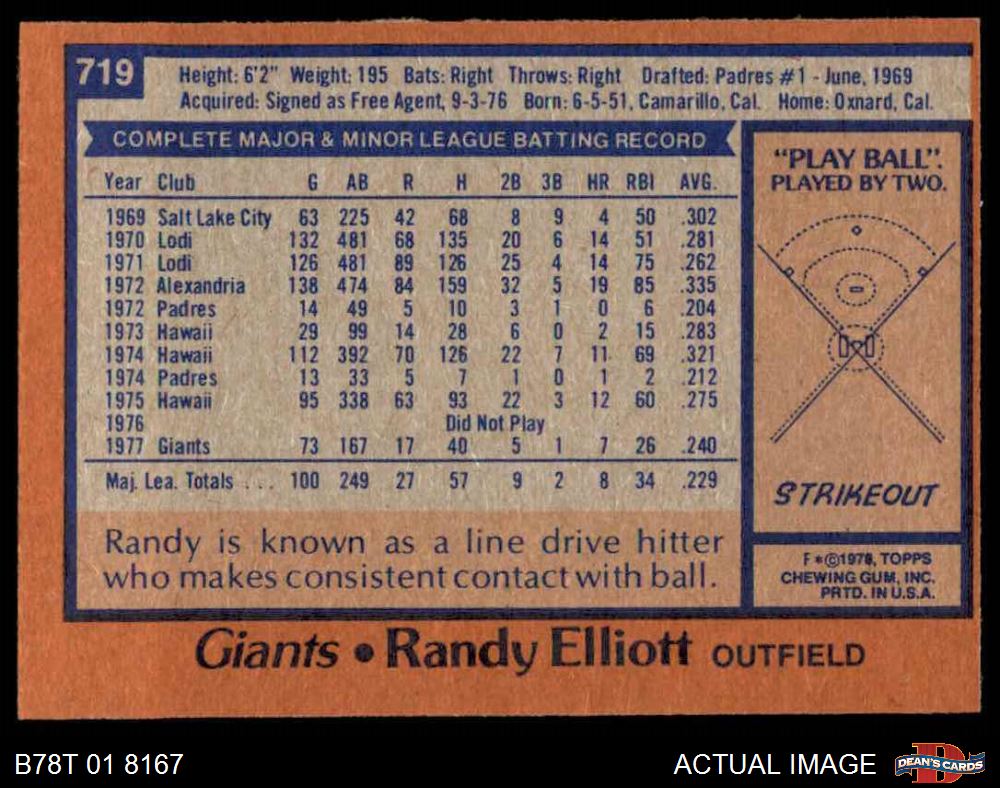 719
Height: 6'2" Weight: 195 Bats: Right Throws: Right Drafted: Padres #1 - June, 1969
Acquired: Signed as Free Agent, 9-3-76 Born: 6-5-51, Camarillo, Cal. Home: Oxnard, Cal.
COMPLETE MAJOR & MINOR LEAGUE BATTING RECORD
Year Club G AB R H 2B 3B HR RBI AVG.
1969 Salt Lake City 63 225 42 68 8 9 4 50 .302
1970 Lodi 132 481 68 135 20 6 14 51 .281
1971 Lodi 126 481 89 126 25 4 14 75 .262
1972 Alexandria 138 474 84 159 32 5 19 85 .335
1972 Padres 14 49 5 10 3 1 0 6 .204
1973 Hawaii 29 99 14 28 6 0 2 15 .283
1974 Hawaii 112 392 70 126 22 7 11 69 .321
1974 Padres 13 33 5 7 1 0 1 2 .212
1975 Hawaii 95 338 63 93 22 3 12 60 .275
1976 Did Not Play
1977 Giants 73 167 17 40 5 1 7 26 .240
Maj. Lea. Totals . . . 100 249 27 57 9 2 8 34 .229
Randy is known as a line drive hitter
who makes consistent contact with ball.
"PLAY BALL".
PLAYED BY TWO.
STRIKEOUT
F*©1978, TOPPS
CHEWING GUM, INC.
PRTD. IN U.S.A.
Giants • Randy Elliott OUTFIELD
B78T 01 8167
ACTUAL IMAGE
DEAN'S CARDS